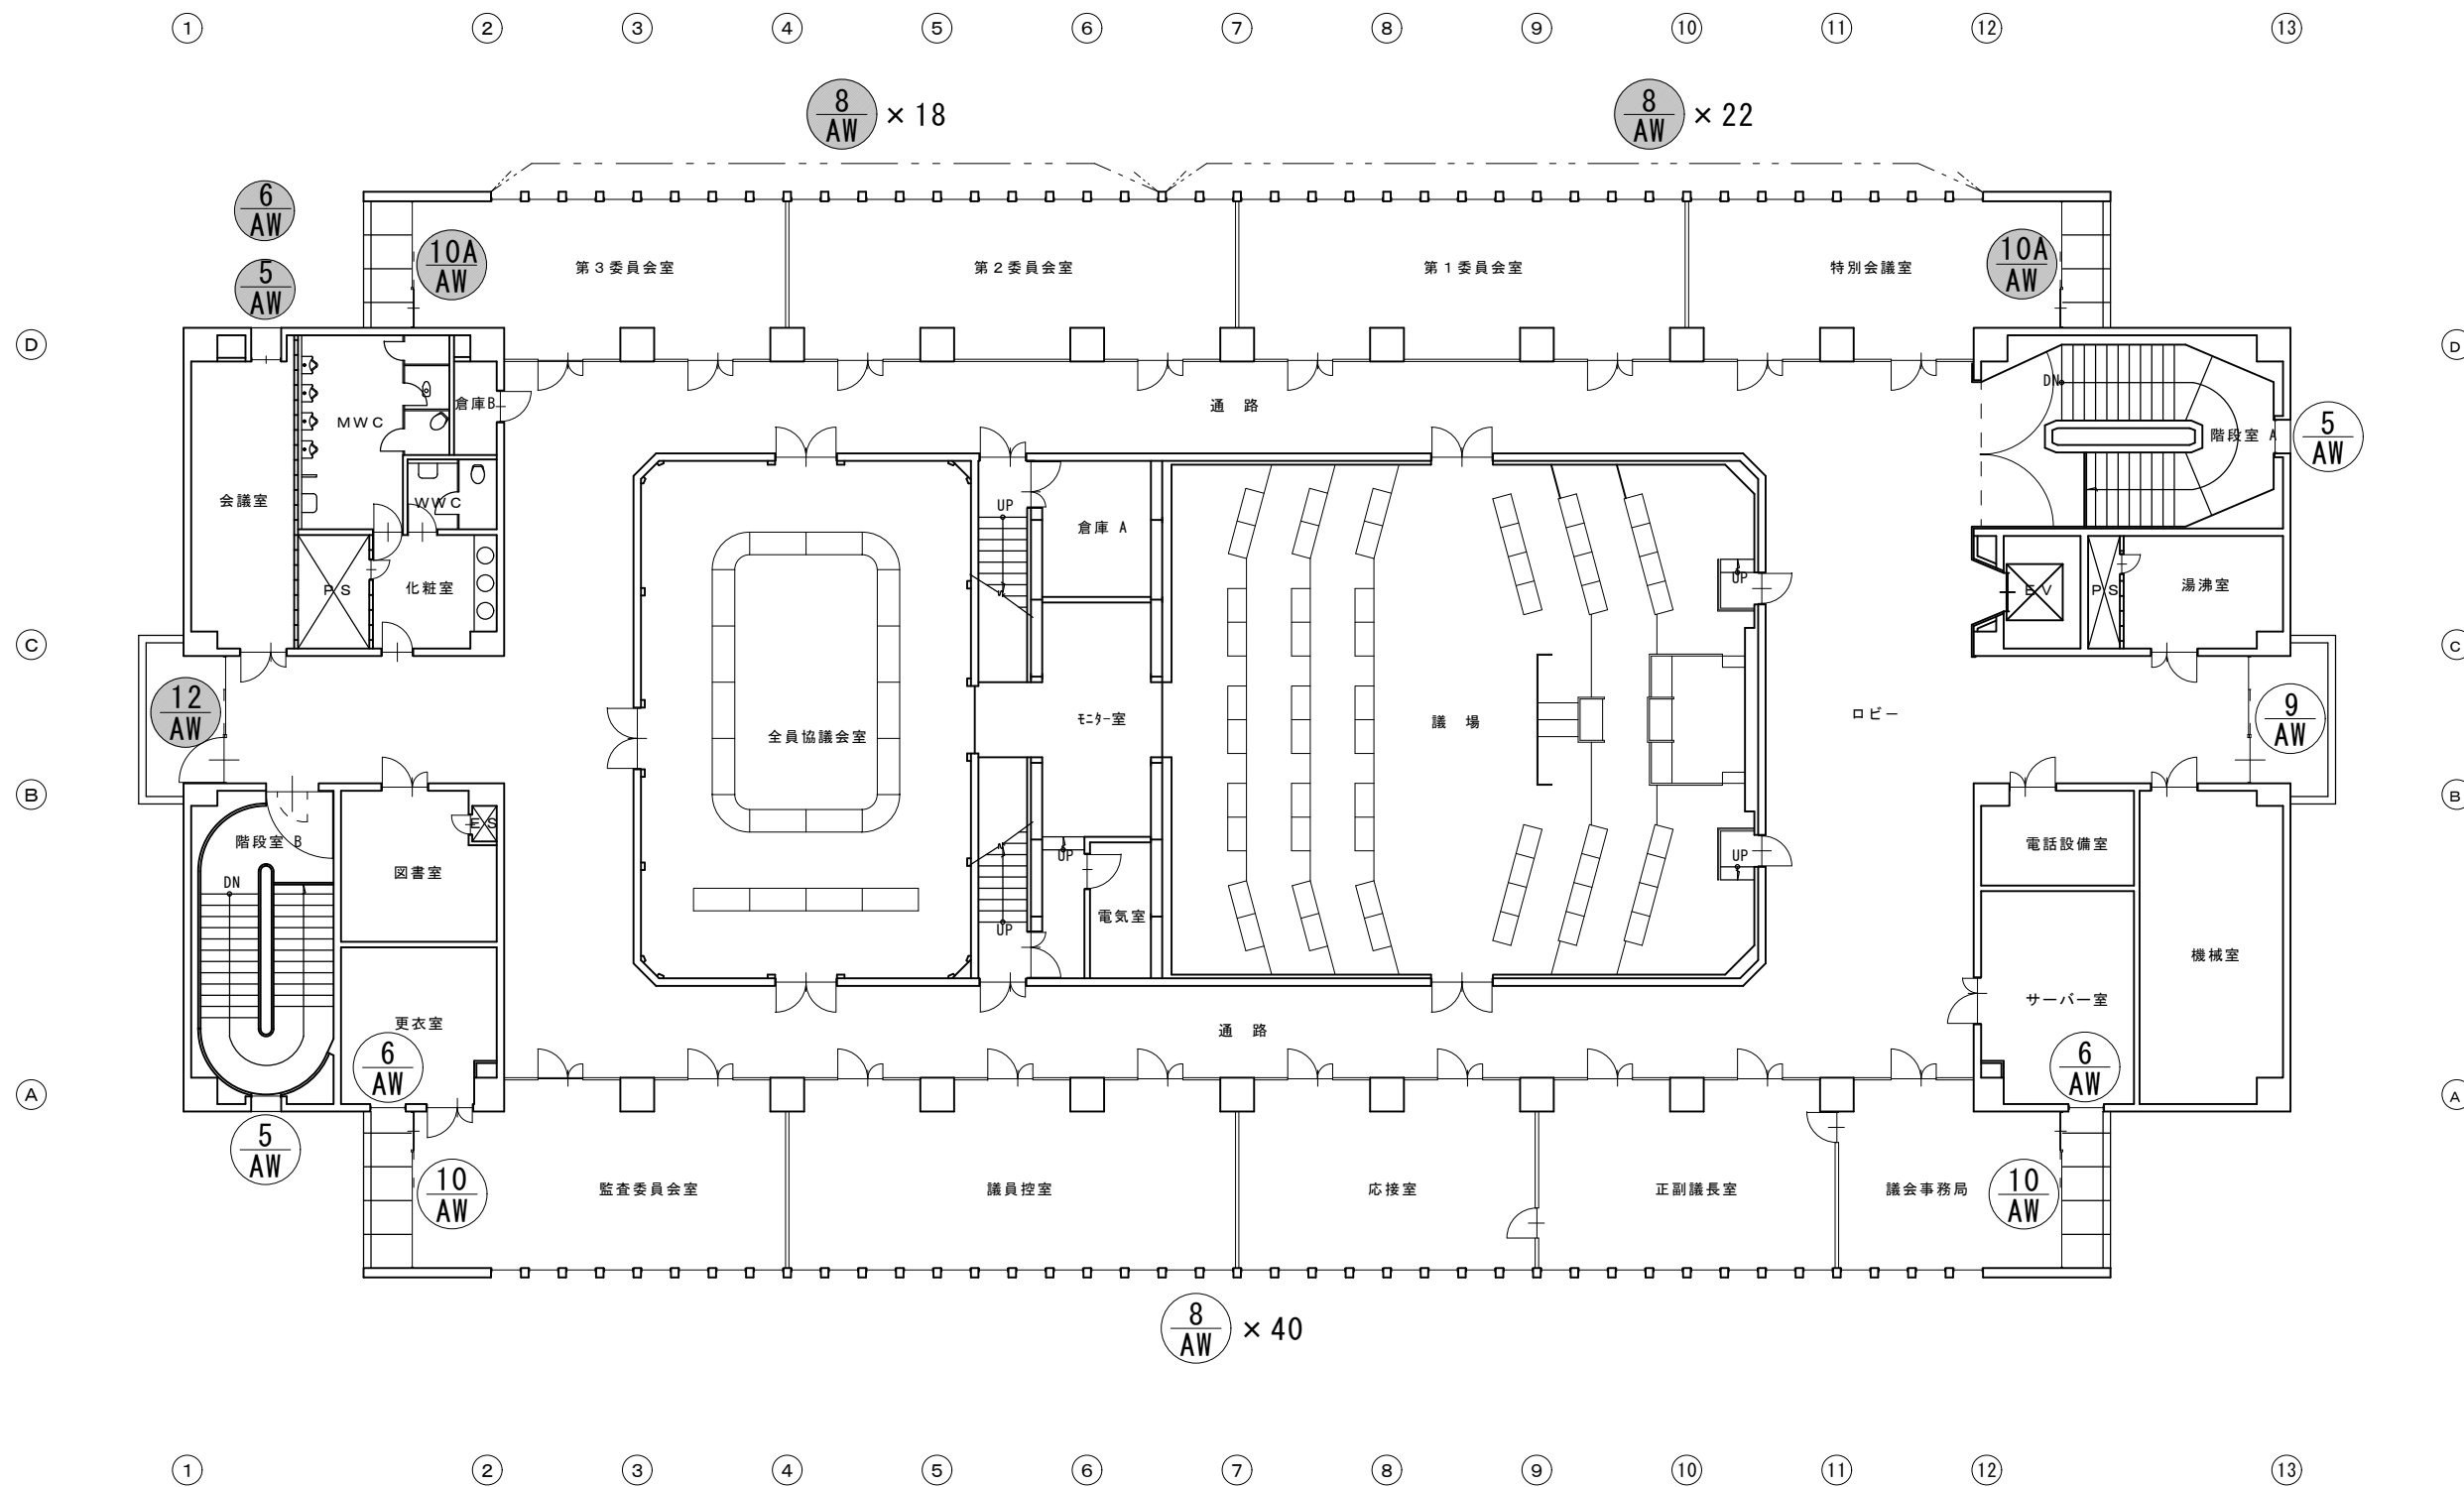 1 2 3 4 5 6 7 8 9 10 11 12 13
8
AW × 18
8
AW × 22
6
AW
5
AW
10A
AW
第3委員会室
第2委員会室
第1委員会室
特別会議室
10A
AW
D
D
DN
倉庫B
通 路
MWC
階段室 A
5
AW
会議室
WWC
UP
倉庫 A
PS
化粧室
UP
EV
PS
湯沸室
C
C
12
AW
全員協議会室
モニター室
議 場
ロビー
9
AW
B
B
階段室 B
ES
図書室
DN
UP
UP
電話設備室
電気室
UP
機械室
サーバー室
更衣室
通 路
6
AW
6
AW
A
A
5
AW
10
AW
監査委員会室
議員控室
応接室
正副議長室
議会事務局
10
AW
8
AW × 40
1 2 3 4 5 6 7 8 9 10 11 12 13